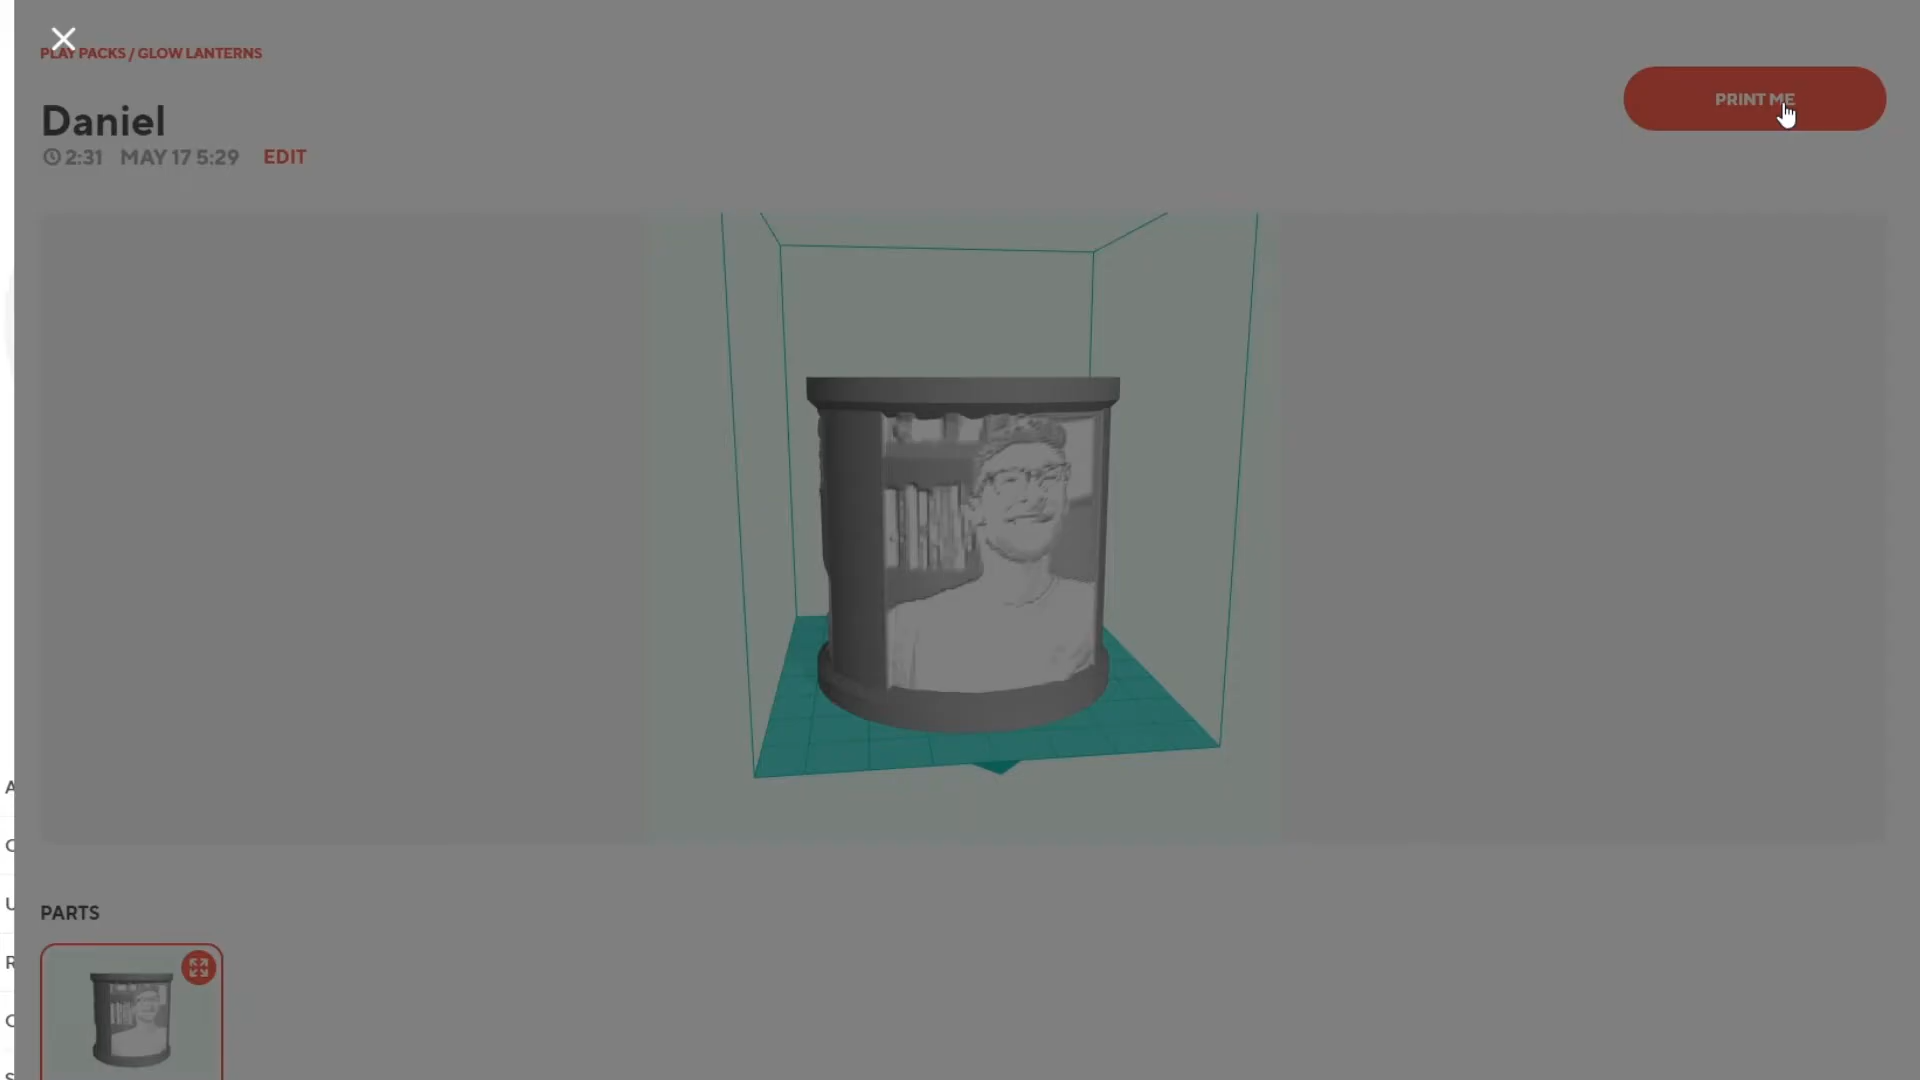 PLAY PACKS / GLOW LANTERNS
PRINT ME
Daniel
2:31 MAY 17 5:29 EDIT
PARTS